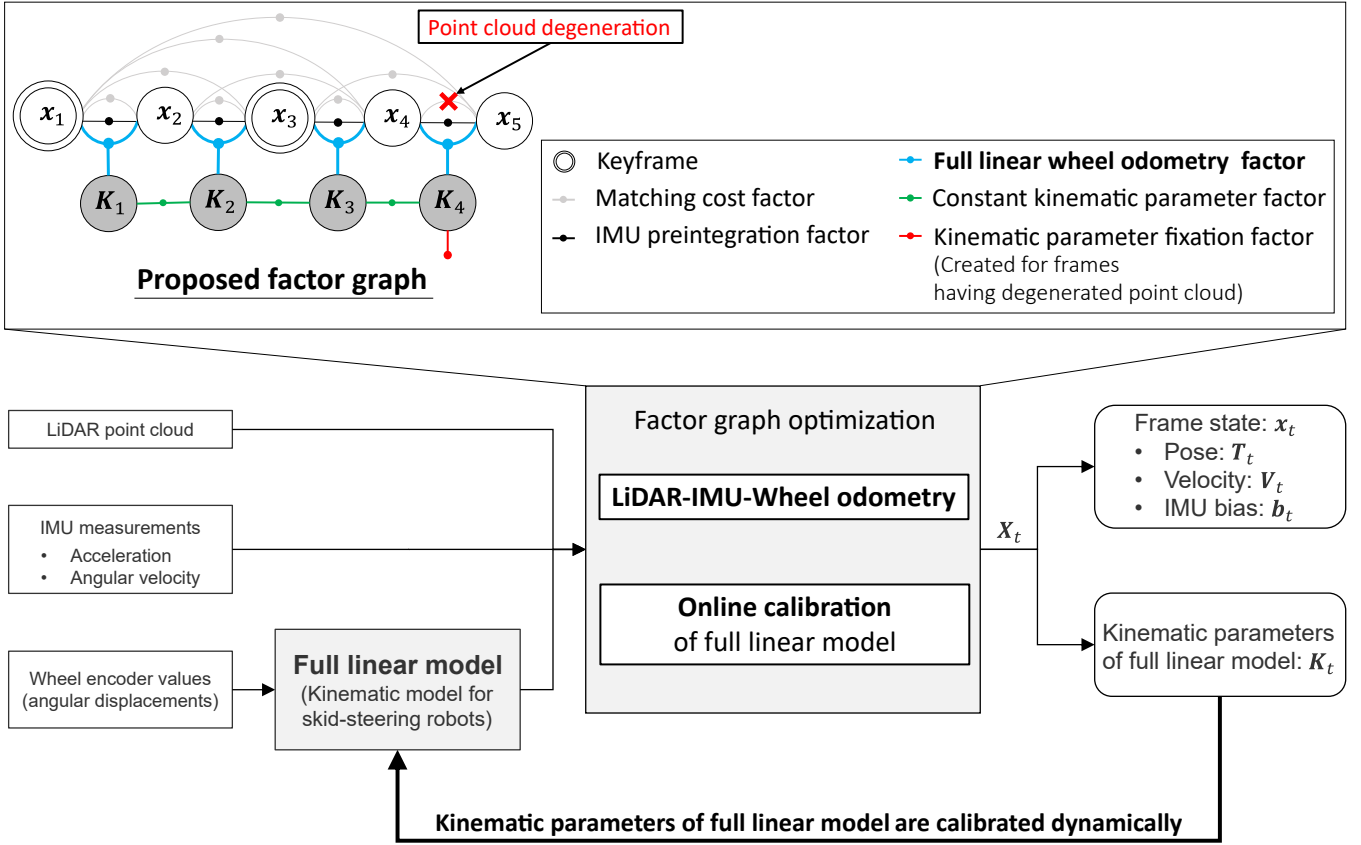 Point cloud degeneration
x1
x2
x3
x4
x5
K1
K2
K3
K4
Proposed factor graph
Keyframe
Matching cost factor
IMU preintegration factor
Full linear wheel odometry factor
Constant kinematic parameter factor
Kinematic parameter fixation factor
(Created for frames
having degenerated point cloud)
LiDAR point cloud
IMU measurements
• Acceleration
• Angular velocity
Wheel encoder values
(angular displacements)
Full linear model
(Kinematic model for
skid-steering robots)
Factor graph optimization
LiDAR-IMU-Wheel odometry
Online calibration
of full linear model
Xt
Frame state: xt
• Pose: Tt
• Velocity: Vt
• IMU bias: bt
Kinematic parameters
of full linear model: Kt
Kinematic parameters of full linear model are calibrated dynamically